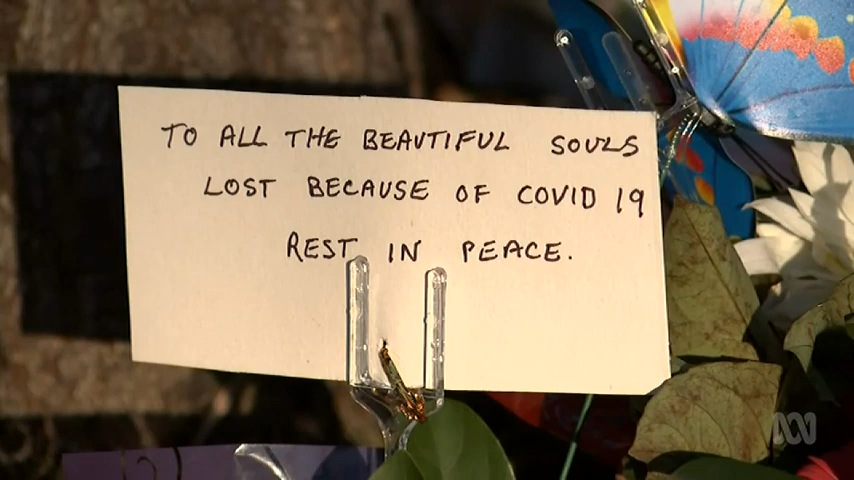 TO ALL THE BEAUTIFUL SOULS
LOST BECAUSE OF COVID 19
REST IN PEACE.